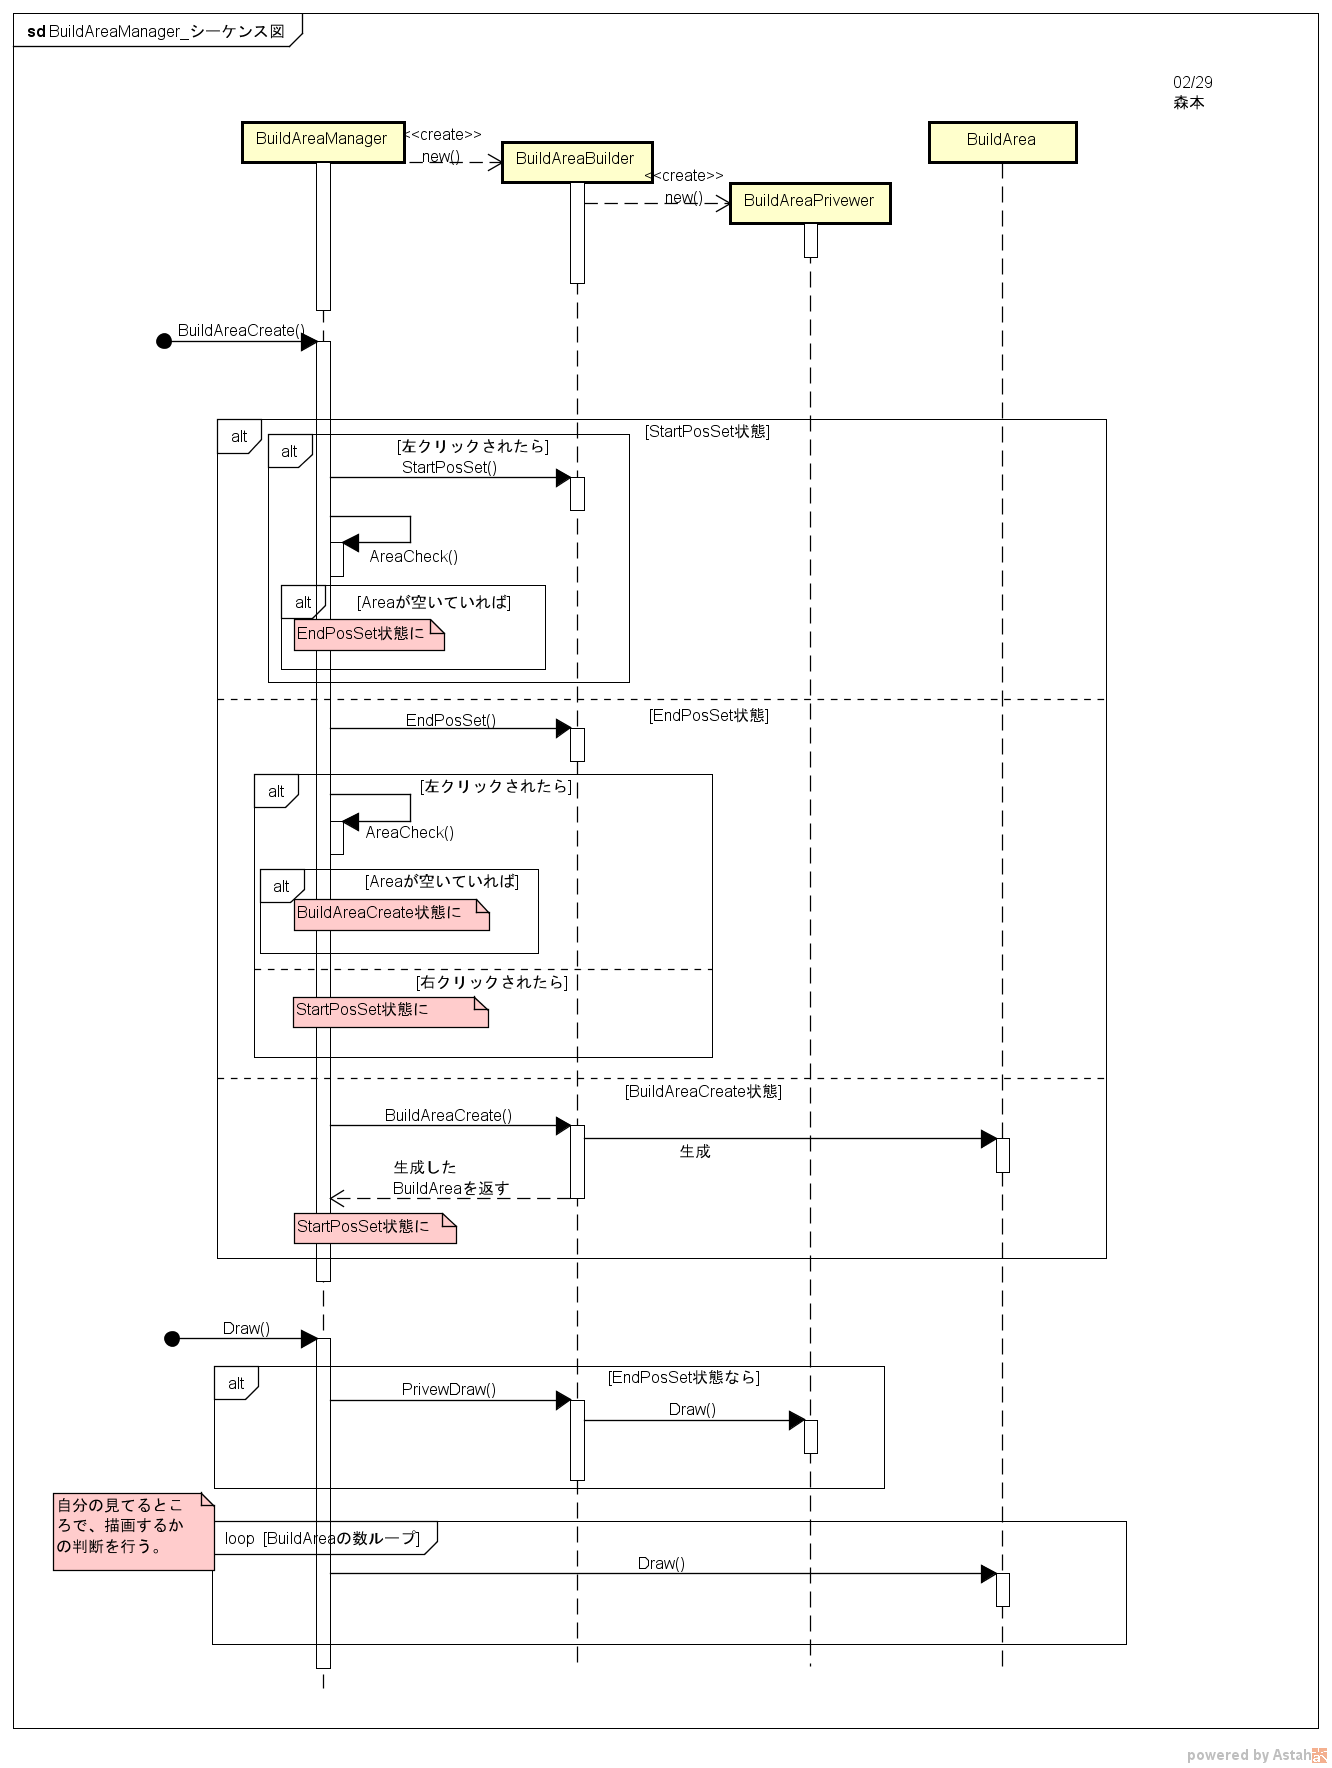 sd BuildAreaManager_シーケンス図
02/29
森本
BuildAreaManager
<<create>>
new()
BuildAreaBuilder
<<create>>
new()
BuildAreaPrivewer
BuildArea
BuildAreaCreate()
alt
[StartPosSet状態]
alt
[左クリックされたら]
StartPosSet()
AreaCheck()
alt
[Areaが空いていれば]
EndPosSet状態に
[EndPosSet状態]
EndPosSet()
alt
[左クリックされたら]
AreaCheck()
alt
[Areaが空いていれば]
BuildAreaCreate状態に
[右クリックされたら]
StartPosSet状態に
[BuildAreaCreate状態]
BuildAreaCreate()
生成
生成した
BuildAreaを返す
StartPosSet状態に
Draw()
alt
[EndPosSet状態なら]
PrivewDraw()
Draw()
自分の見てるとこ
ろで、描画するか
の判断を行う。
loop [BuildAreaの数ループ]
Draw()
powered by Astah